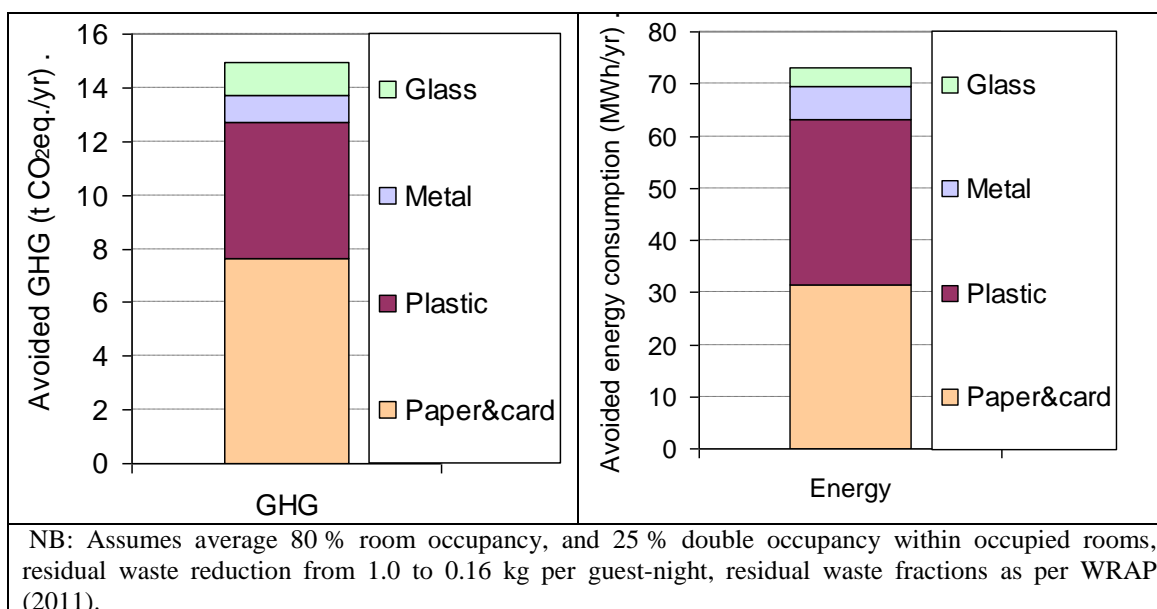 Avoided GHG (t CO2eq./yr) .
16
14
12
10
8
6
4
2
0
GHG
Glass
Metal
Plastic
Paper&card
Avoided energy consumption (MWh/yr) .
80
70
60
50
40
30
20
10
0
Energy
Glass
Metal
Plastic
Paper&card
NB: Assumes average 80 % room occupancy, and 25 % double occupancy within occupied rooms,
residual waste reduction from 1.0 to 0.16 kg per guest-night, residual waste fractions as per WRAP
(2011).